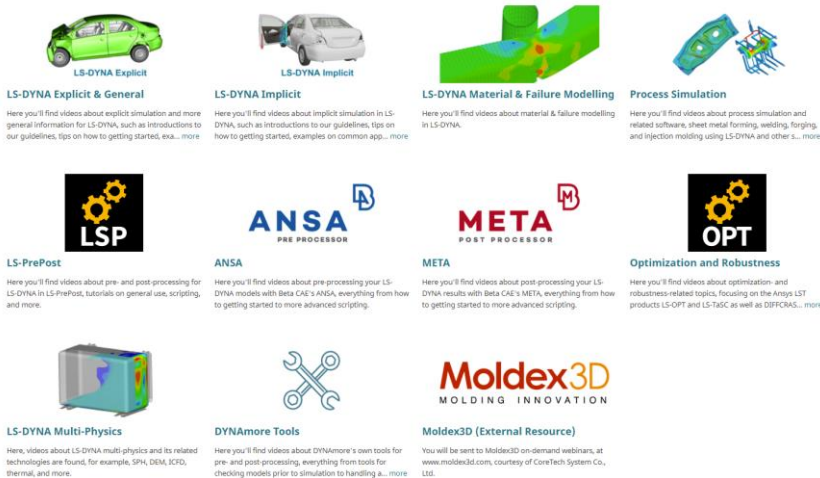 LS-DYNA Explicit
LS-DYNA Implicit
LS-DYNA Explicit & General
Here you'll find videos about explicit simulation and more
general information for LS-DYNA, such as introductions to
our guidelines, tips on how to getting started, exa... more
LS-DYNA Implicit
Here you'll find videos about implicit simulation in LS-
DYNA, such as introductions to our guidelines, tips on
how to getting started, examples on common app... more
LS-DYNA Material & Failure Modelling
Here you'll find videos about material & failure modelling
in LS-DYNA.
Process Simulation
Here you'll find videos about process simulation and
related software, sheet metal forming, welding, forging,
and injection molding using LS-DYNA and other s... more
LSP
ANSA
PRE PROCESSOR
META
POST PROCESSOR
OPT
LS-PrePost
Here you'll find videos about pre- and post-processing for
LS-DYNA in LS-PrePost, tutorials on general use, scripting,
and more.
ANSA
Here you'll find videos about pre-processing your LS-
DYNA models with Beta CAE's ANSA, everything from how
to getting started to more advanced scripting.
META
Here you'll find videos about post-processing your LS-
DYNA results with Beta CAE's META, everything from how
to getting started to more advanced scripting.
Optimization and Robustness
Here you'll find videos about optimization- and
robustness-related topics, focusing on the Ansys LST
products LS-OPT and LS-TaSC as well as DIFFCRAS... more
Moldex3D
MOLDING INNOVATION
LS-DYNA Multi-Physics
Here, videos about LS-DYNA multi-physics and its related
technologies are found, for example, SPH, DEM, ICFD,
thermal, and more.
DYNAmore Tools
Here you'll find videos about DYNAmore's own tools for
pre- and post-processing, everything from tools for
checking models prior to simulation to handling a... more
Moldex3D (External Resource)
You will be sent to Moldex3D on-demand webinars, at
www.moldex3d.com, courtesy of CoreTech System Co.,
Ltd.